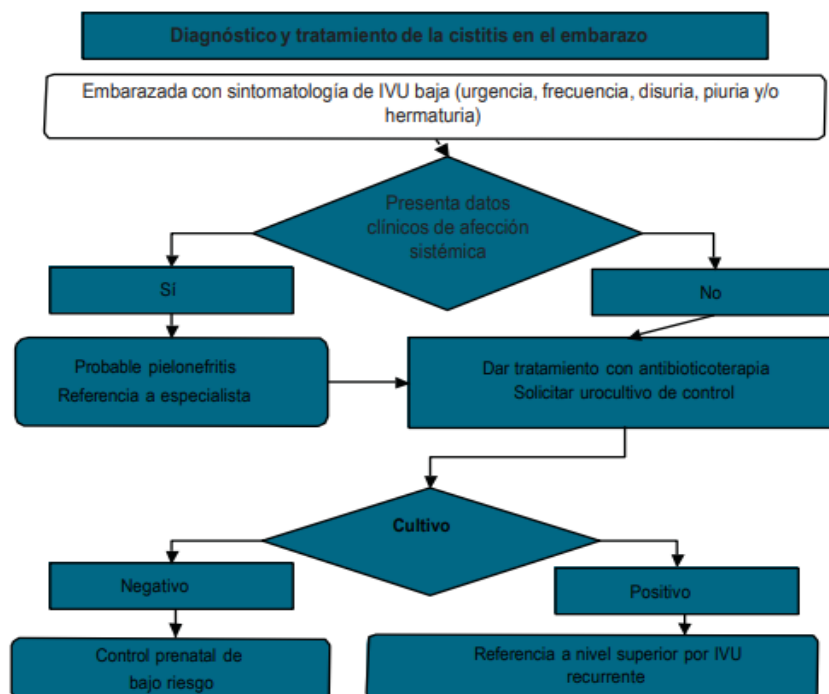 Diagnóstico y tratamiento de la cistitis en el embarazo
Embarazada con sintomatología de IVU baja (urgencia, frecuencia, disuria, piuria y/o
hermaturia)
Presenta datos
clínicos de afección
sistémica
Sí
No
Probable pielonefritis
Referencia a especialista
Dar tratamiento con antibioticoterapia
Solicitar urocultivo de control
Cultivo
Negativo
Positivo
Control prenatal de
bajo riesgo
Referencia a nivel superior por IVU
recurrente